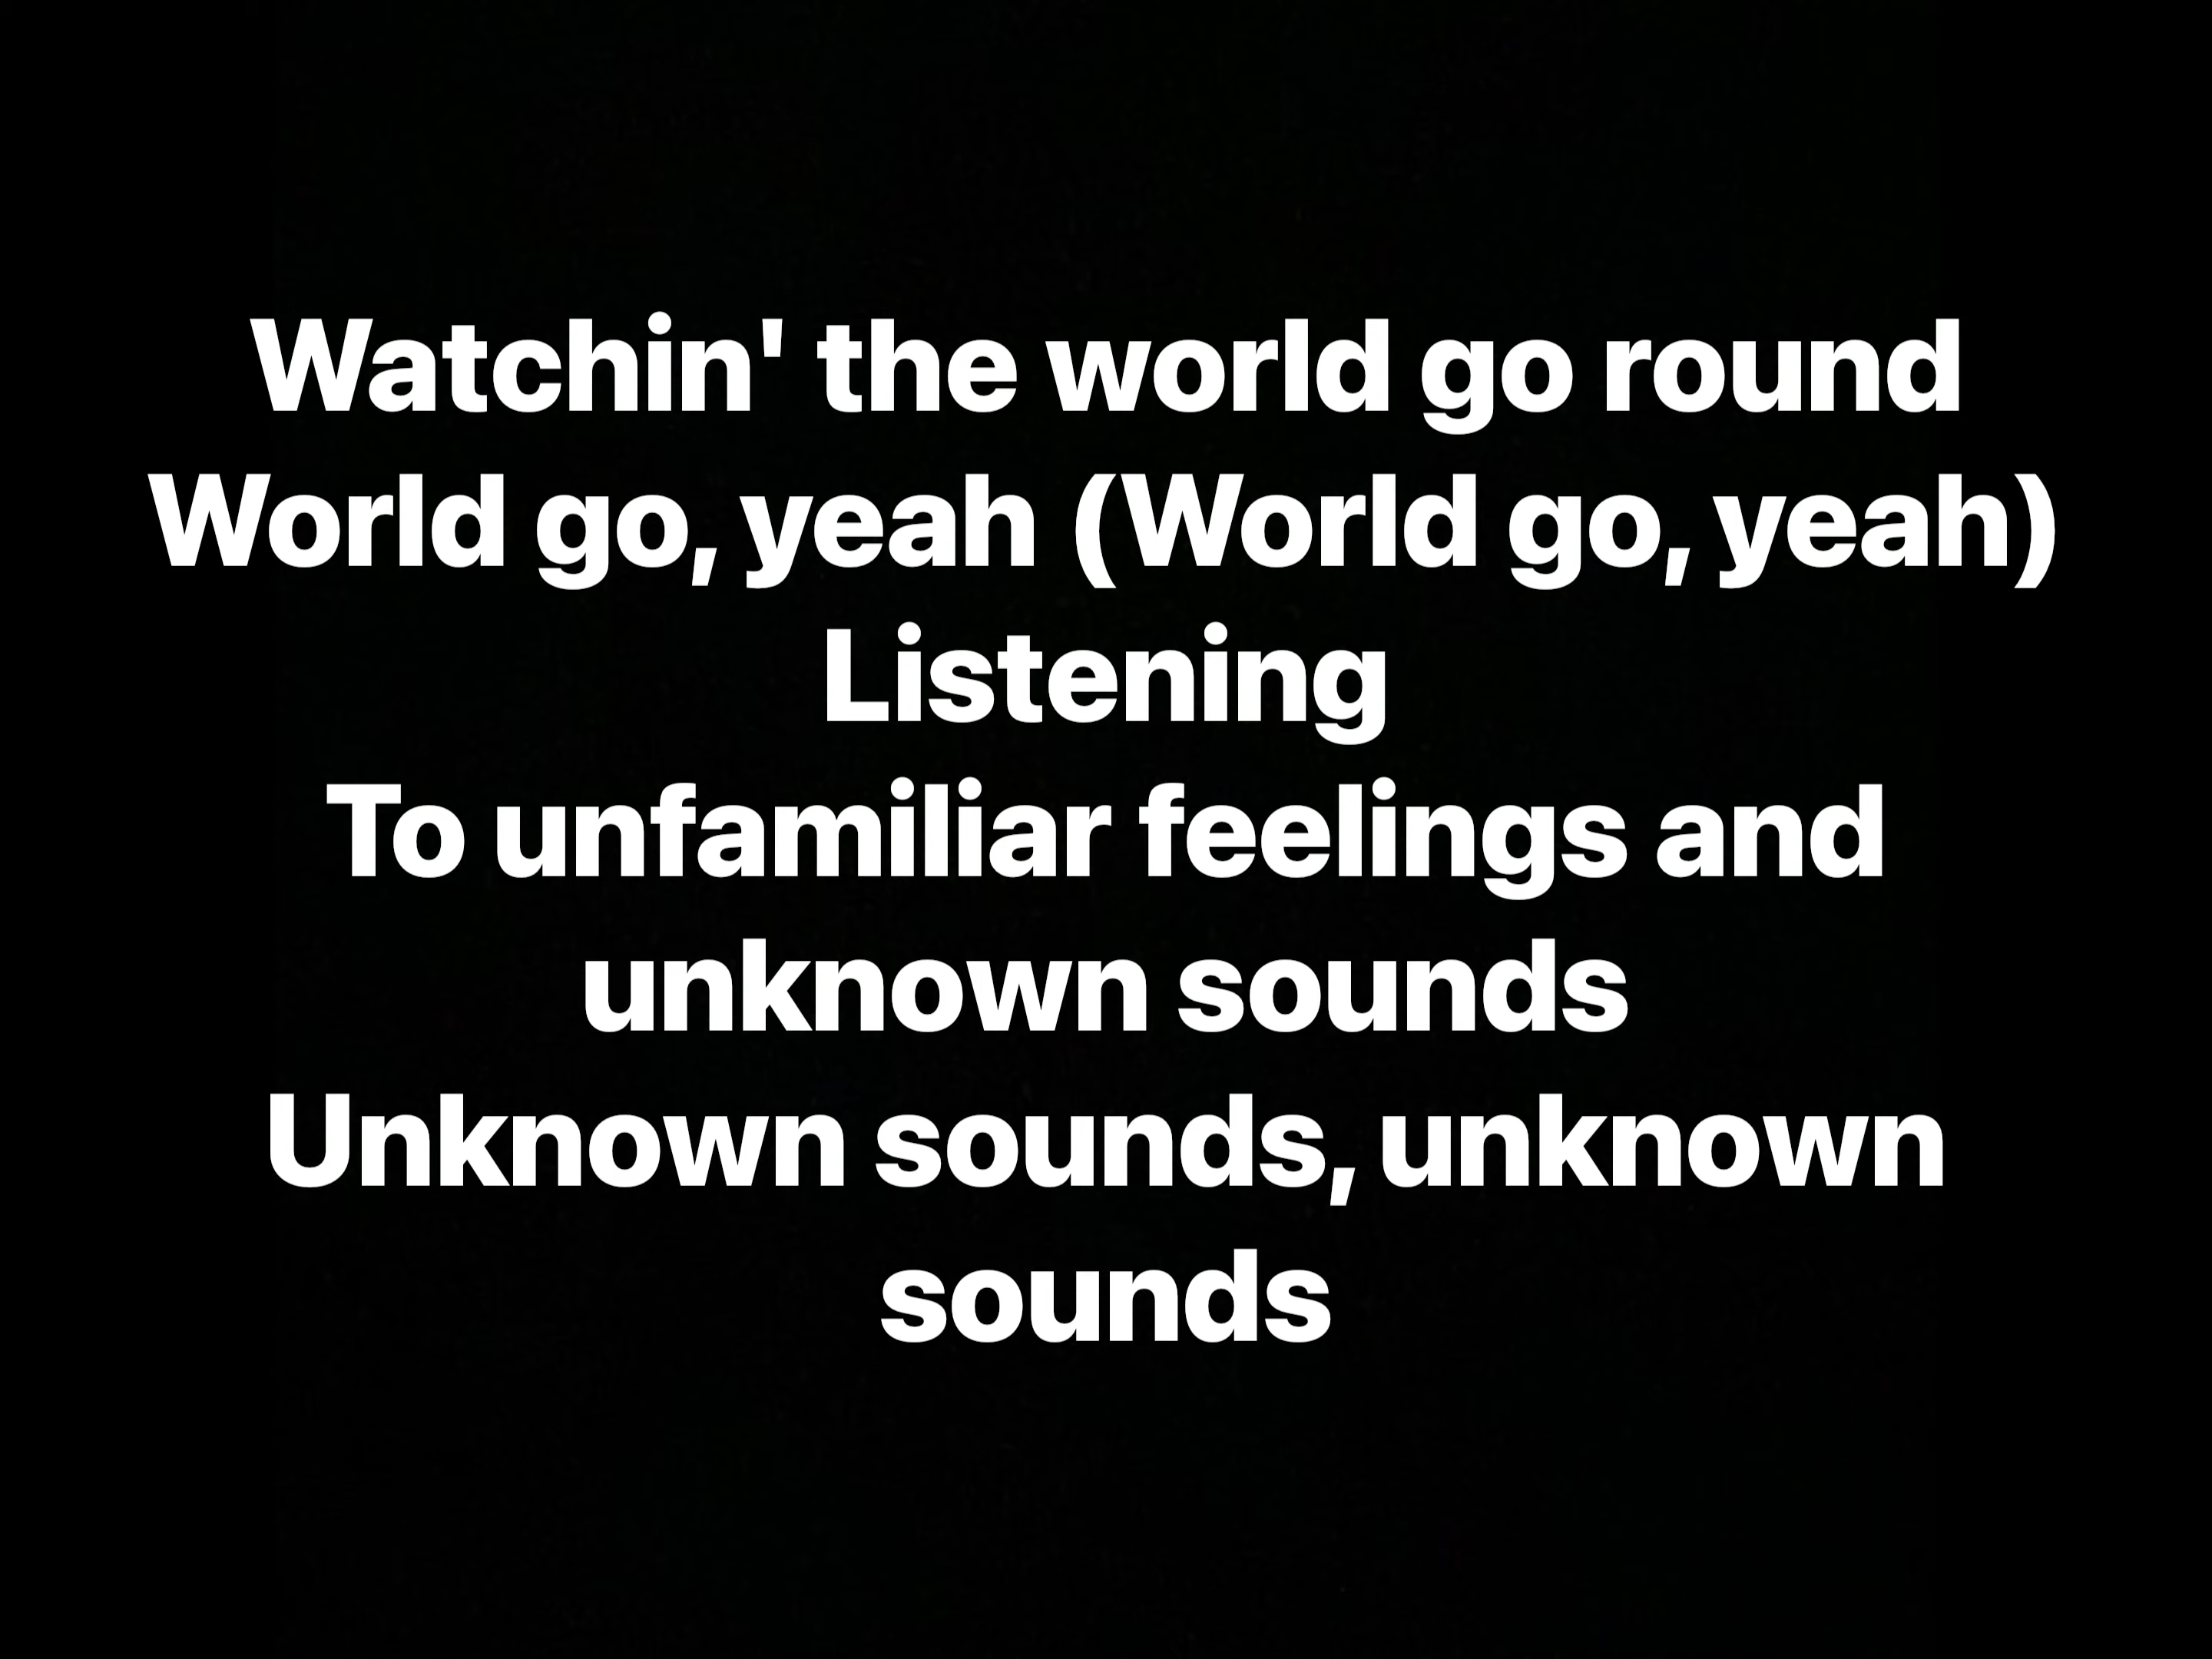 Watchin' the world go round
World go, yeah (World go, yeah)
Listening
To unfamiliar feelings and
unknown sounds
Unknown sounds, unknown
sounds